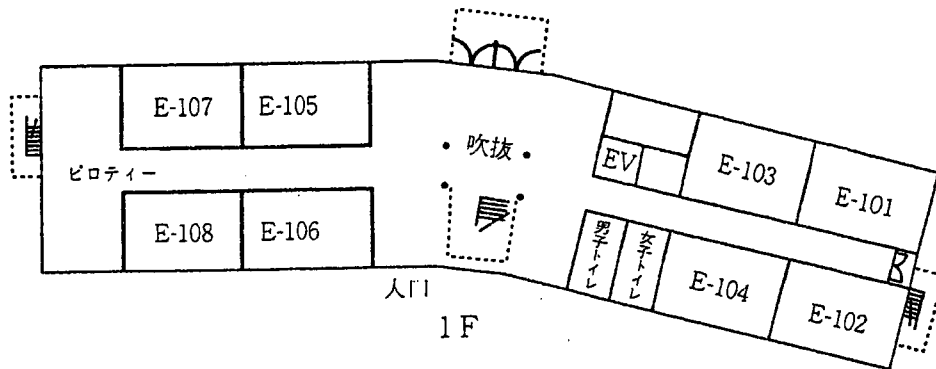 E-107
E-105
吹抜
EV
E-103
E-101
ピロティー
E-108
E-106
男子トイレ
女子トイレ
E-104
E-102
入口
1F